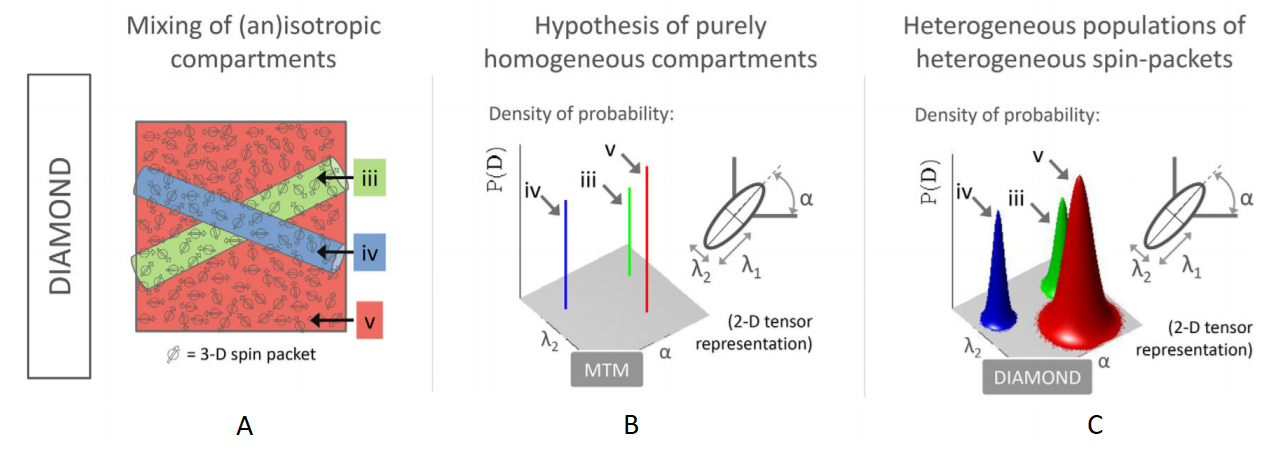 DIAMOND
Mixing of (an)isotropic
compartments
iii
iv
v
= 3-D spin packet
A
Hypothesis of purely
homogeneous compartments
Density of probability:
P(D)
iv
iii
v
α
λ2
λ1
λ2
α
(2-D tensor
representation)
MTM
B
Heterogeneous populations of
heterogeneous spin-packets
Density of probability:
P(D)
iv
iii
v
α
λ2
λ1
λ2
α
(2-D tensor
representation)
DIAMOND
C